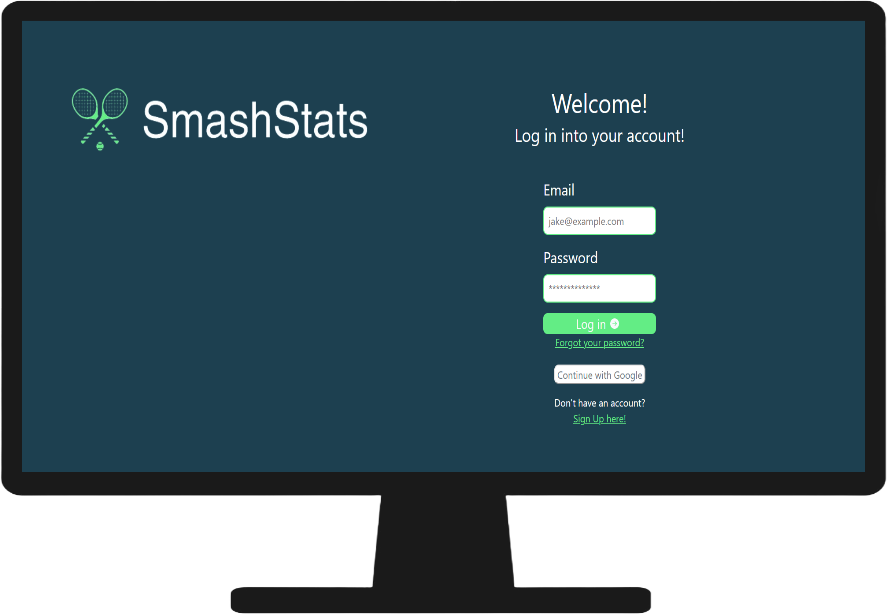 SmashStats
Welcome!
Log in into your account!
Email
jake@example.com
Password
**************
Log in
Forgot your password?
Continue with Google
Don't have an account?
Sign Up here!